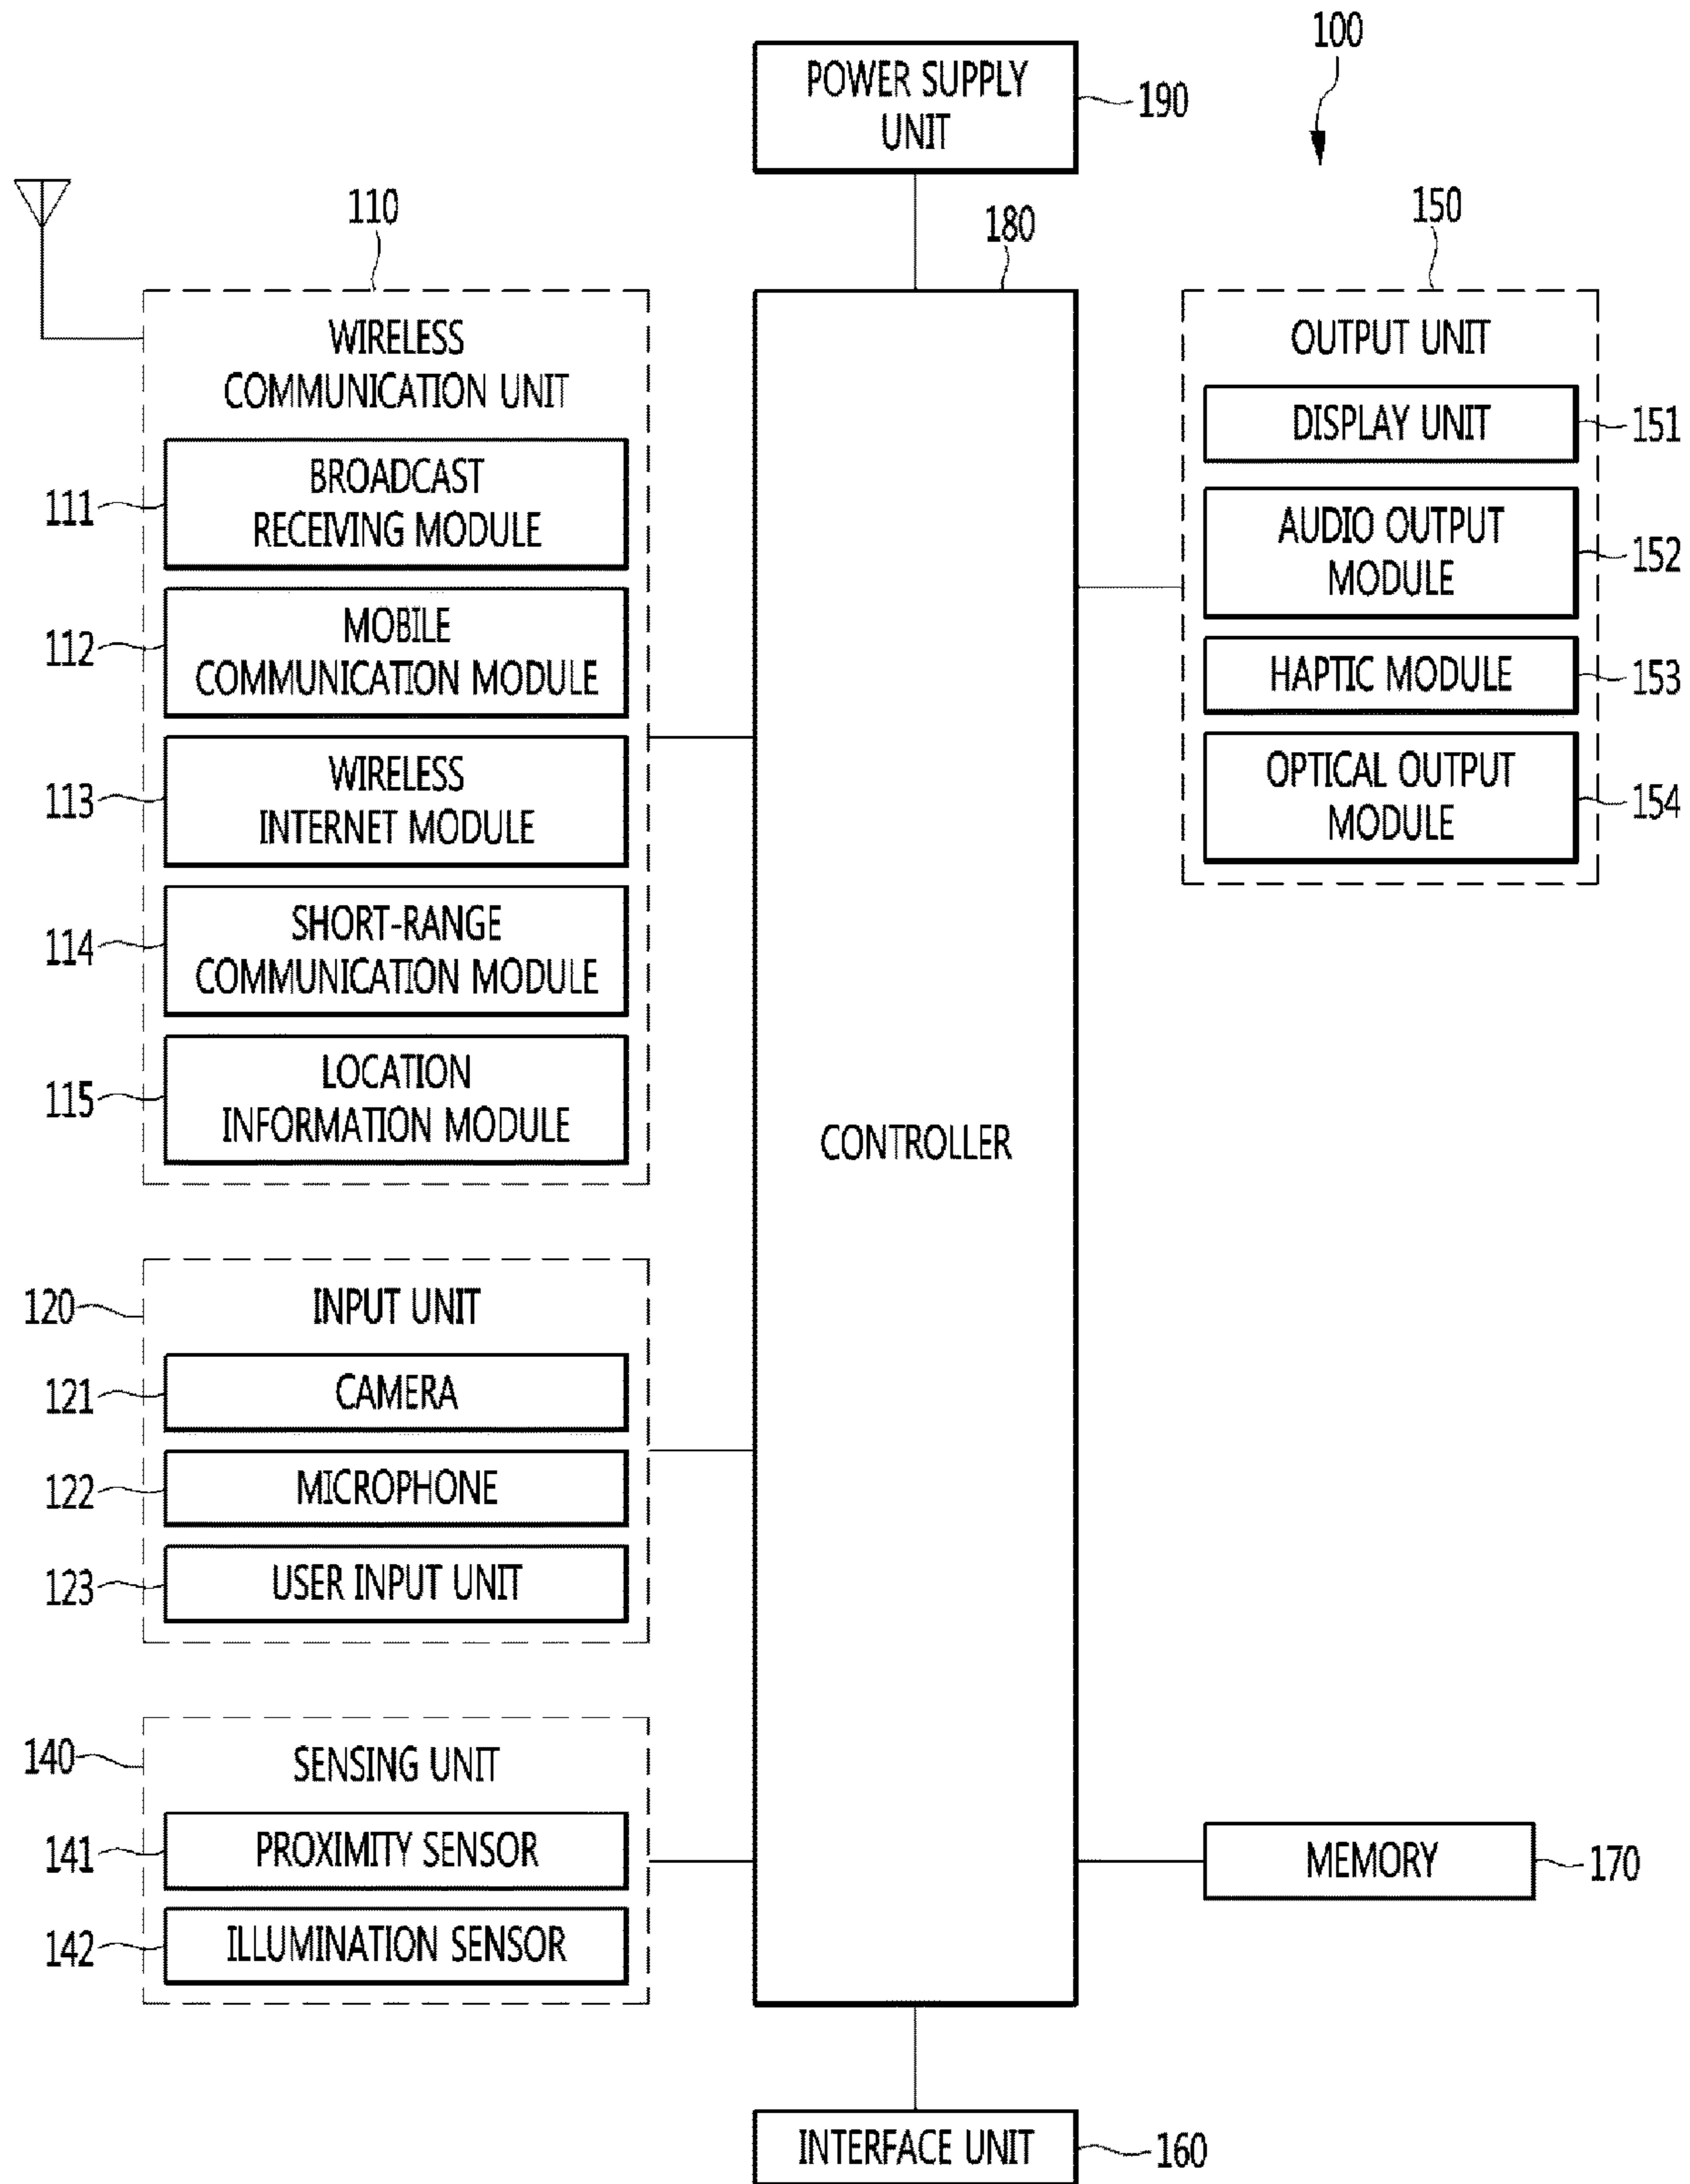 100
POWER SUPPLY
UNIT
190
110
180
150
WIRELESS
COMMUNICATION UNIT
BROADCAST
RECEIVING MODULE
111
MOBILE
COMMUNICATION MODULE
112
WIRELESS
INTERNET MODULE
113
SHORT-RANGE
COMMUNICATION MODULE
114
LOCATION
INFORMATION MODULE
115
INPUT UNIT
120
CAMERA
121
MICROPHONE
122
USER INPUT UNIT
123
SENSING UNIT
140
PROXIMITY SENSOR
141
ILLUMINATION SENSOR
142
CONTROLLER
OUTPUT UNIT
DISPLAY UNIT
151
AUDIO OUTPUT
MODULE
152
HAPTIC MODULE
153
OPTICAL OUTPUT
MODULE
154
MEMORY
170
INTERFACE UNIT
160